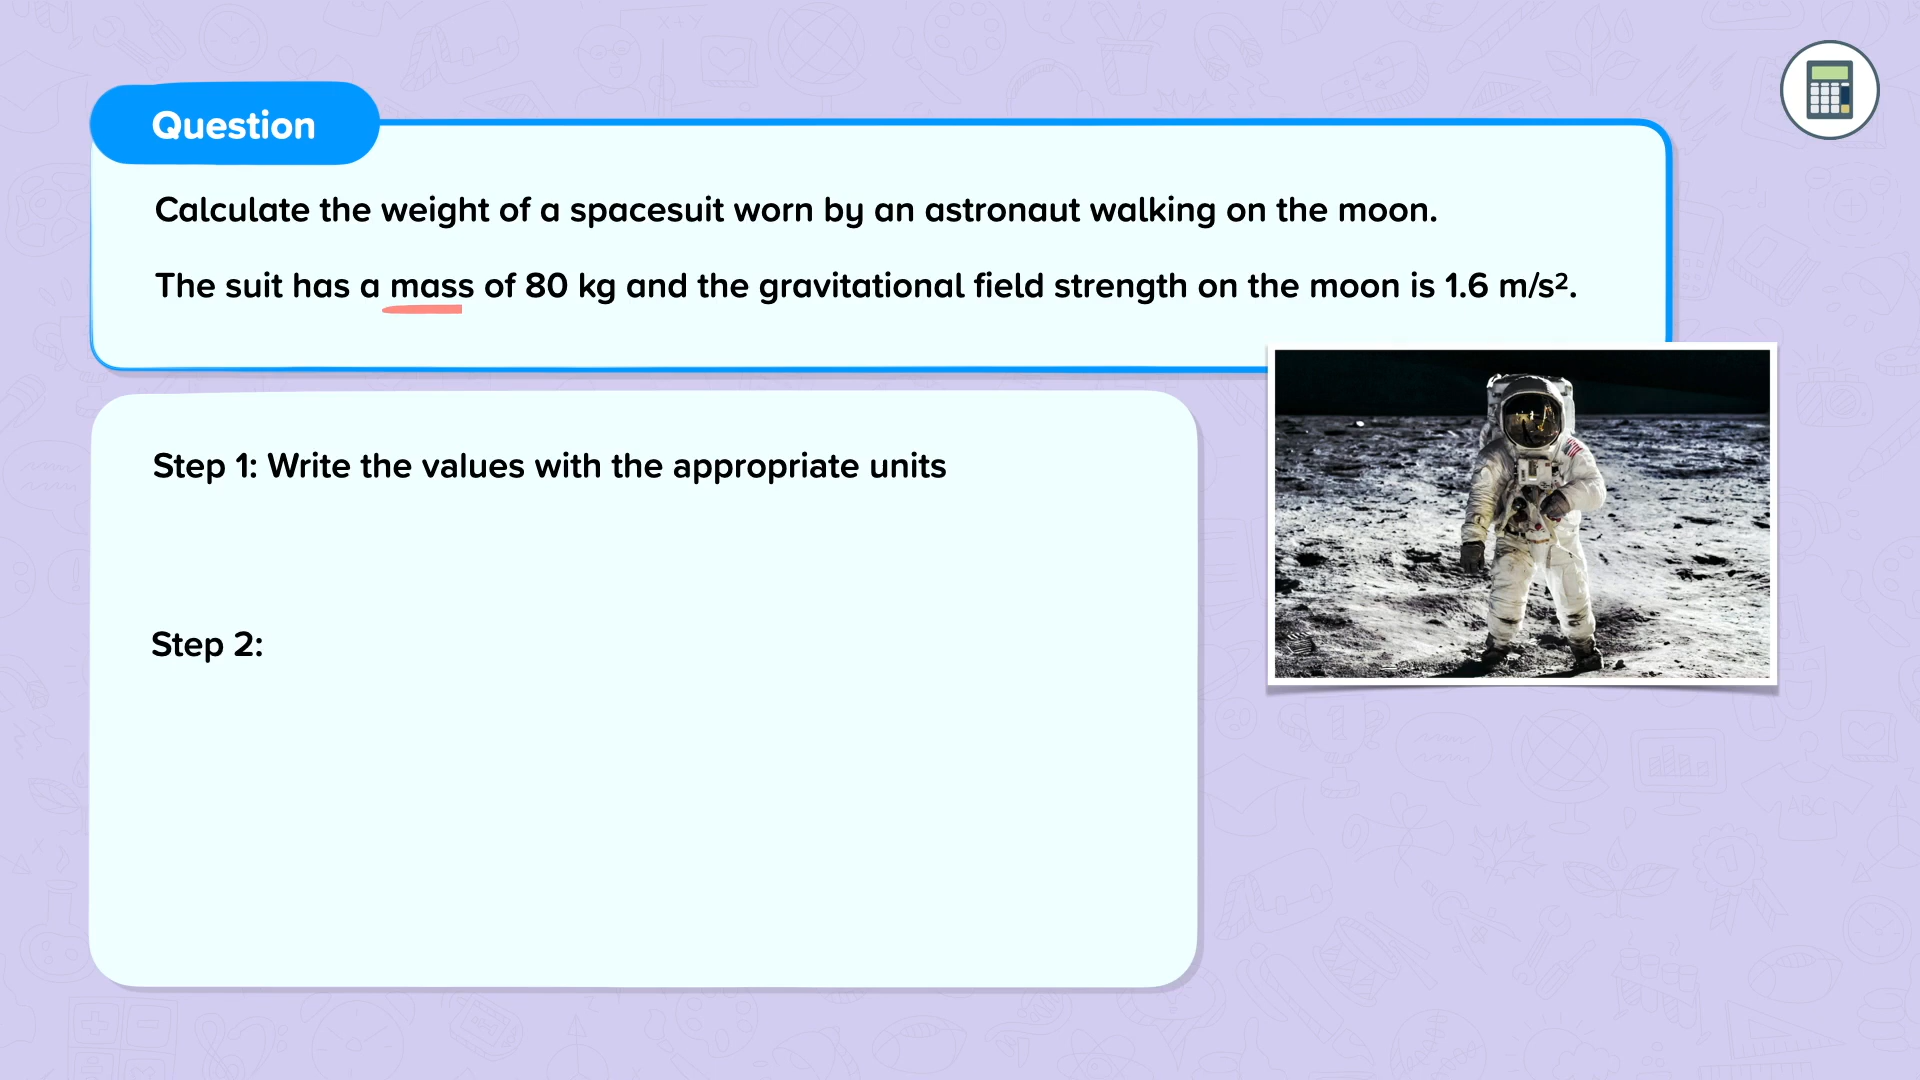 Question
Calculate the weight of a spacesuit worn by an astronaut walking on the moon.
The suit has a mass of 80 kg and the gravitational field strength on the moon is 1.6 m/s².
Step 1: Write the values with the appropriate units
Step 2: